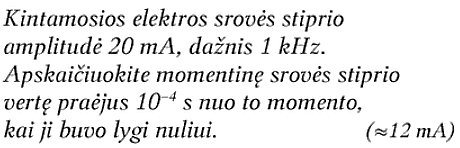 Kintamosios elektros srovės stiprio
amplitudė 20 mA, dažnis 1 kHz.
Apskaičiuokite momentinę srovės stiprio
vertę praėjus 10⁻⁴ s nuo to momento,
kai ji buvo lygi nuliui. (≈12 mA)